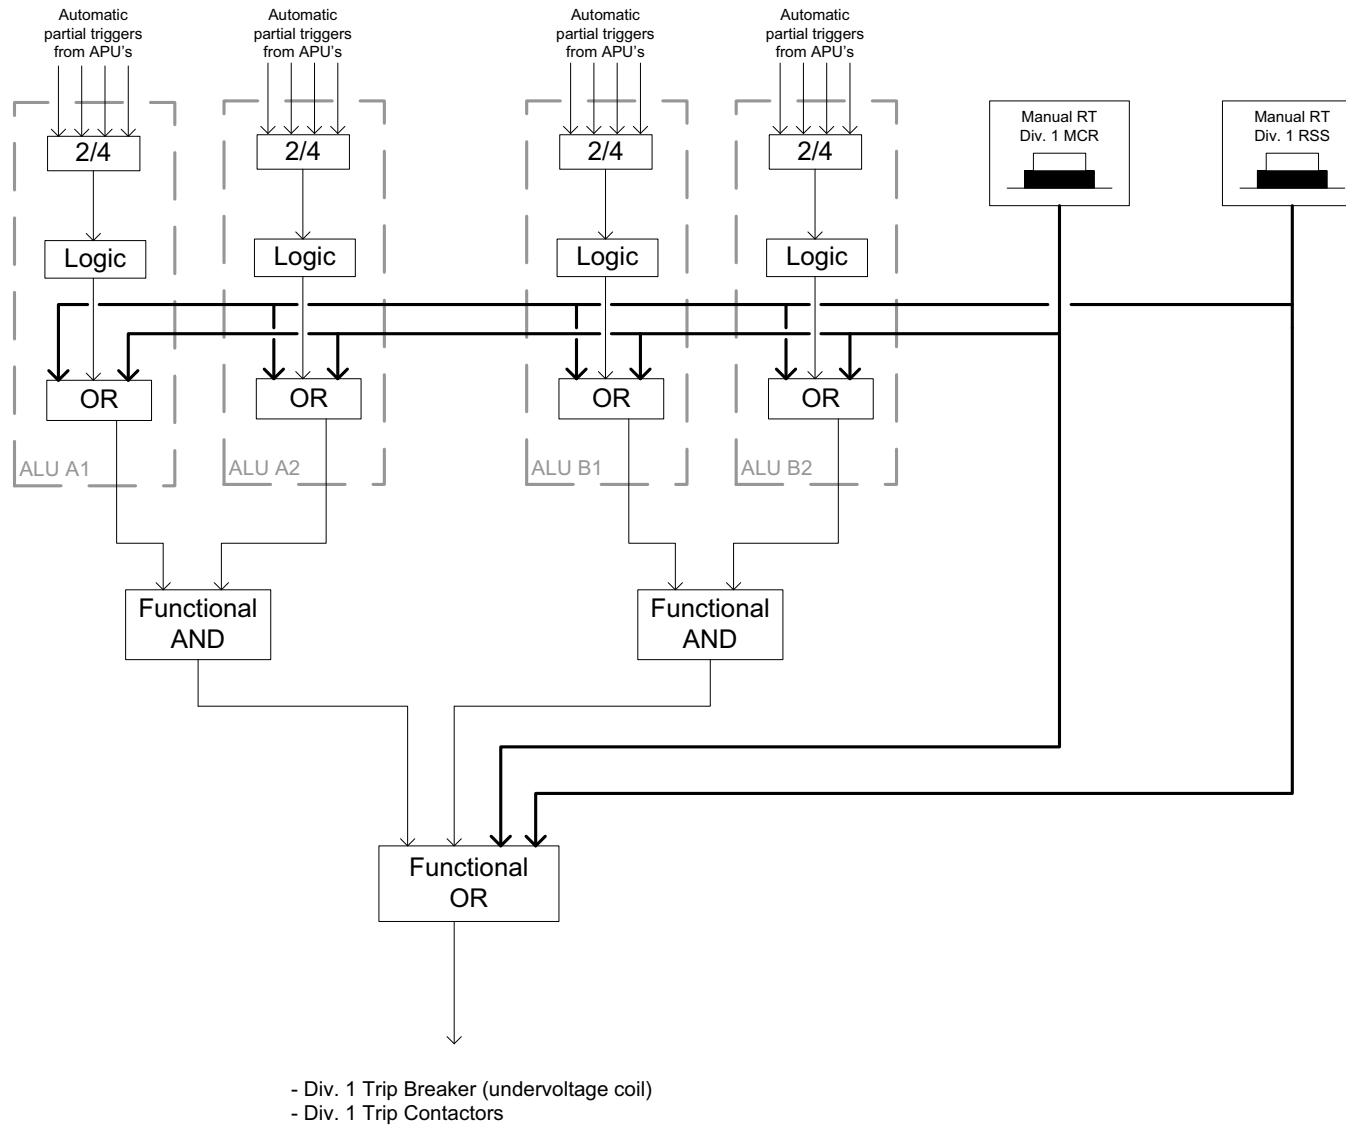 Automatic
partial triggers
from APU's
Automatic
partial triggers
from APU's
Automatic
partial triggers
from APU's
Automatic
partial triggers
from APU's
Manual RT
Div. 1 MCR
Manual RT
Div. 1 RSS
2/4
2/4
2/4
2/4
Logic
Logic
Logic
Logic
OR
OR
OR
OR
ALU A1
ALU A2
ALU B1
ALU B2
Functional
AND
Functional
AND
Functional
OR
- Div. 1 Trip Breaker (undervoltage coil)
- Div. 1 Trip Contactors